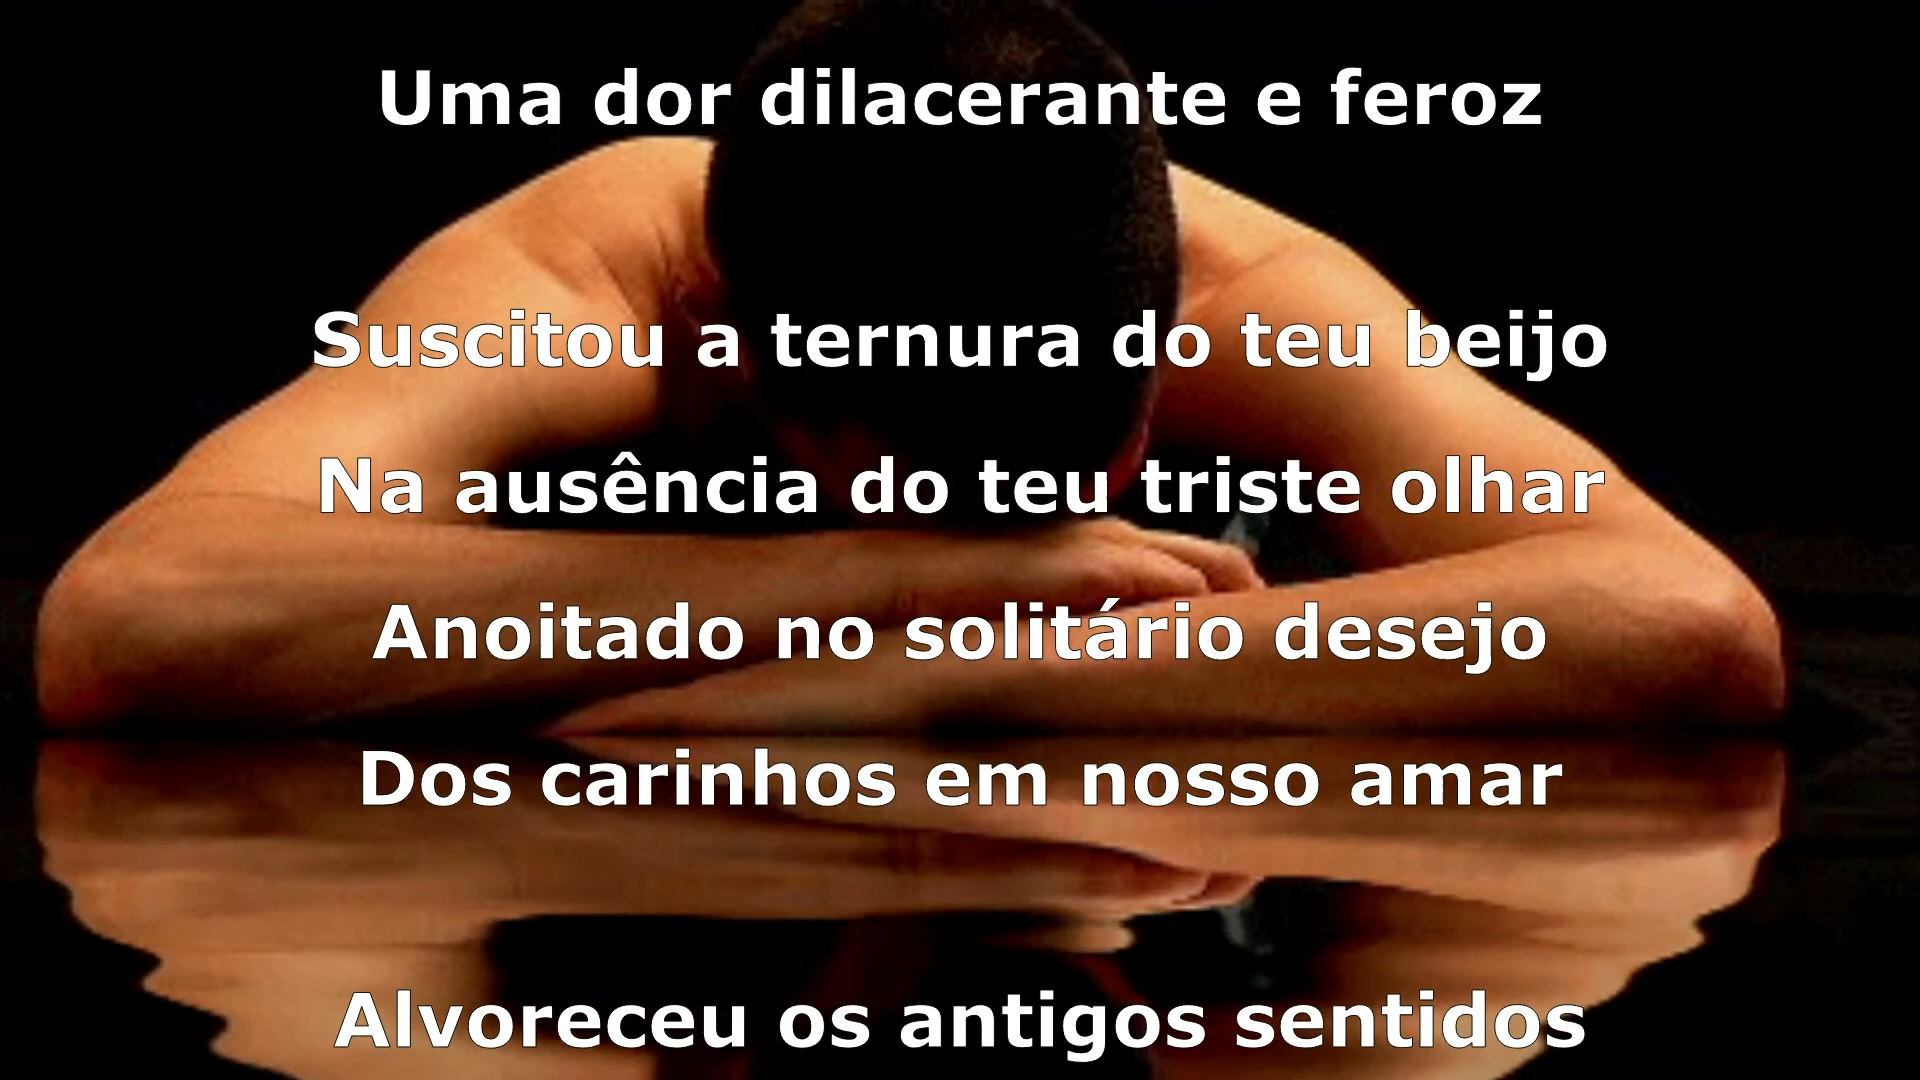 Uma dor dilacerante e feroz
Suscitou a ternura do teu beijo
Na ausência do teu triste olhar
Anoitado no solitário desejo
Dos carinhos em nosso amar
Alvoreceu os antigos sentidos